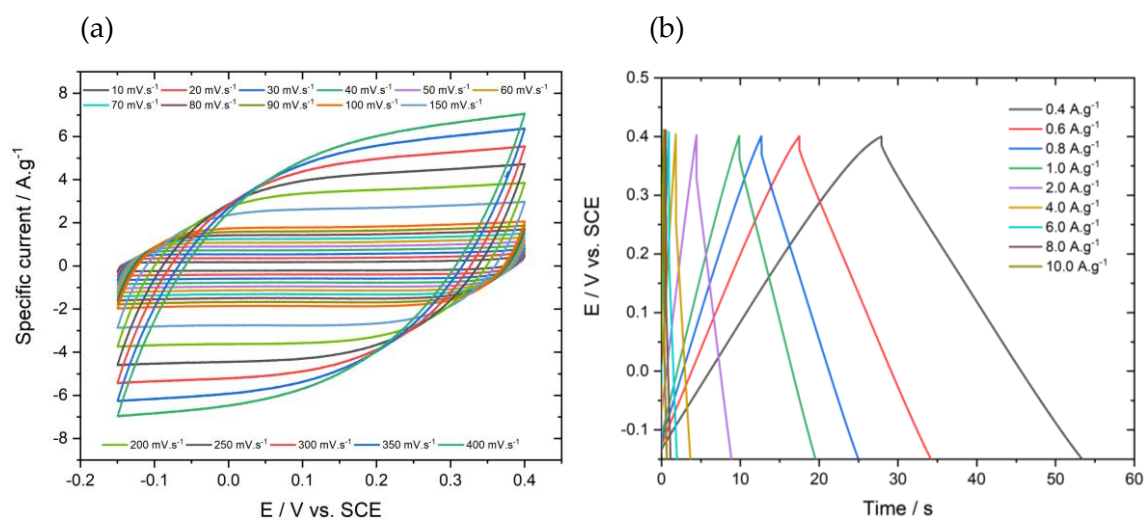 (a)
(b)
10 mV.s⁻¹ 20 mV.s⁻¹ 30 mV.s⁻¹ 40 mV.s⁻¹ 50 mV.s⁻¹ 60 mV.s⁻¹
70 mV.s⁻¹ 80 mV.s⁻¹ 90 mV.s⁻¹ 100 mV.s⁻¹ 150 mV.s⁻¹
Specific current / A.g⁻¹
8
6
4
2
0
-2
-4
-6
-8
200 mV.s⁻¹ 250 mV.s⁻¹ 300 mV.s⁻¹ 350 mV.s⁻¹ 400 mV.s⁻¹
-0.2 -0.1 0.0 0.1 0.2 0.3 0.4
E / V vs. SCE
E / V vs. SCE
0.5
0.4
0.3
0.2
0.1
0.0
-0.1
0.4 A.g⁻¹
0.6 A.g⁻¹
0.8 A.g⁻¹
1.0 A.g⁻¹
2.0 A.g⁻¹
4.0 A.g⁻¹
6.0 A.g⁻¹
8.0 A.g⁻¹
10.0 A.g⁻¹
0 10 20 30 40 50 60
Time / s